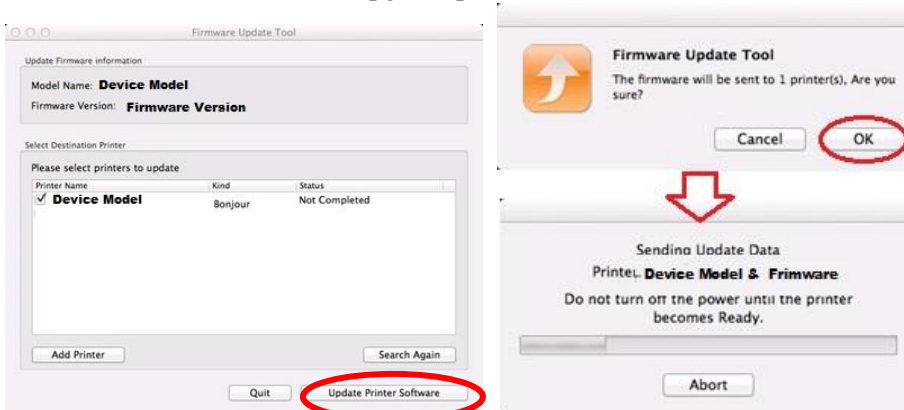 Firmware Update Tool
Update Firmware information
Model Name: Device Model
Firmware Version: Firmware Version
Select Destination Printer
Please select printers to update
Printer Name Kind Status
Device Model Bonjour Not Completed
Add Printer Search Again
Quit Update Printer Software
Firmware Update Tool
The firmware will be sent to 1 printer(s), Are you
sure?
Cancel OK
Sending Update Data
Printer. Device Model & Frimware
Do not turn off the power until the printer
becomes Ready.
Abort